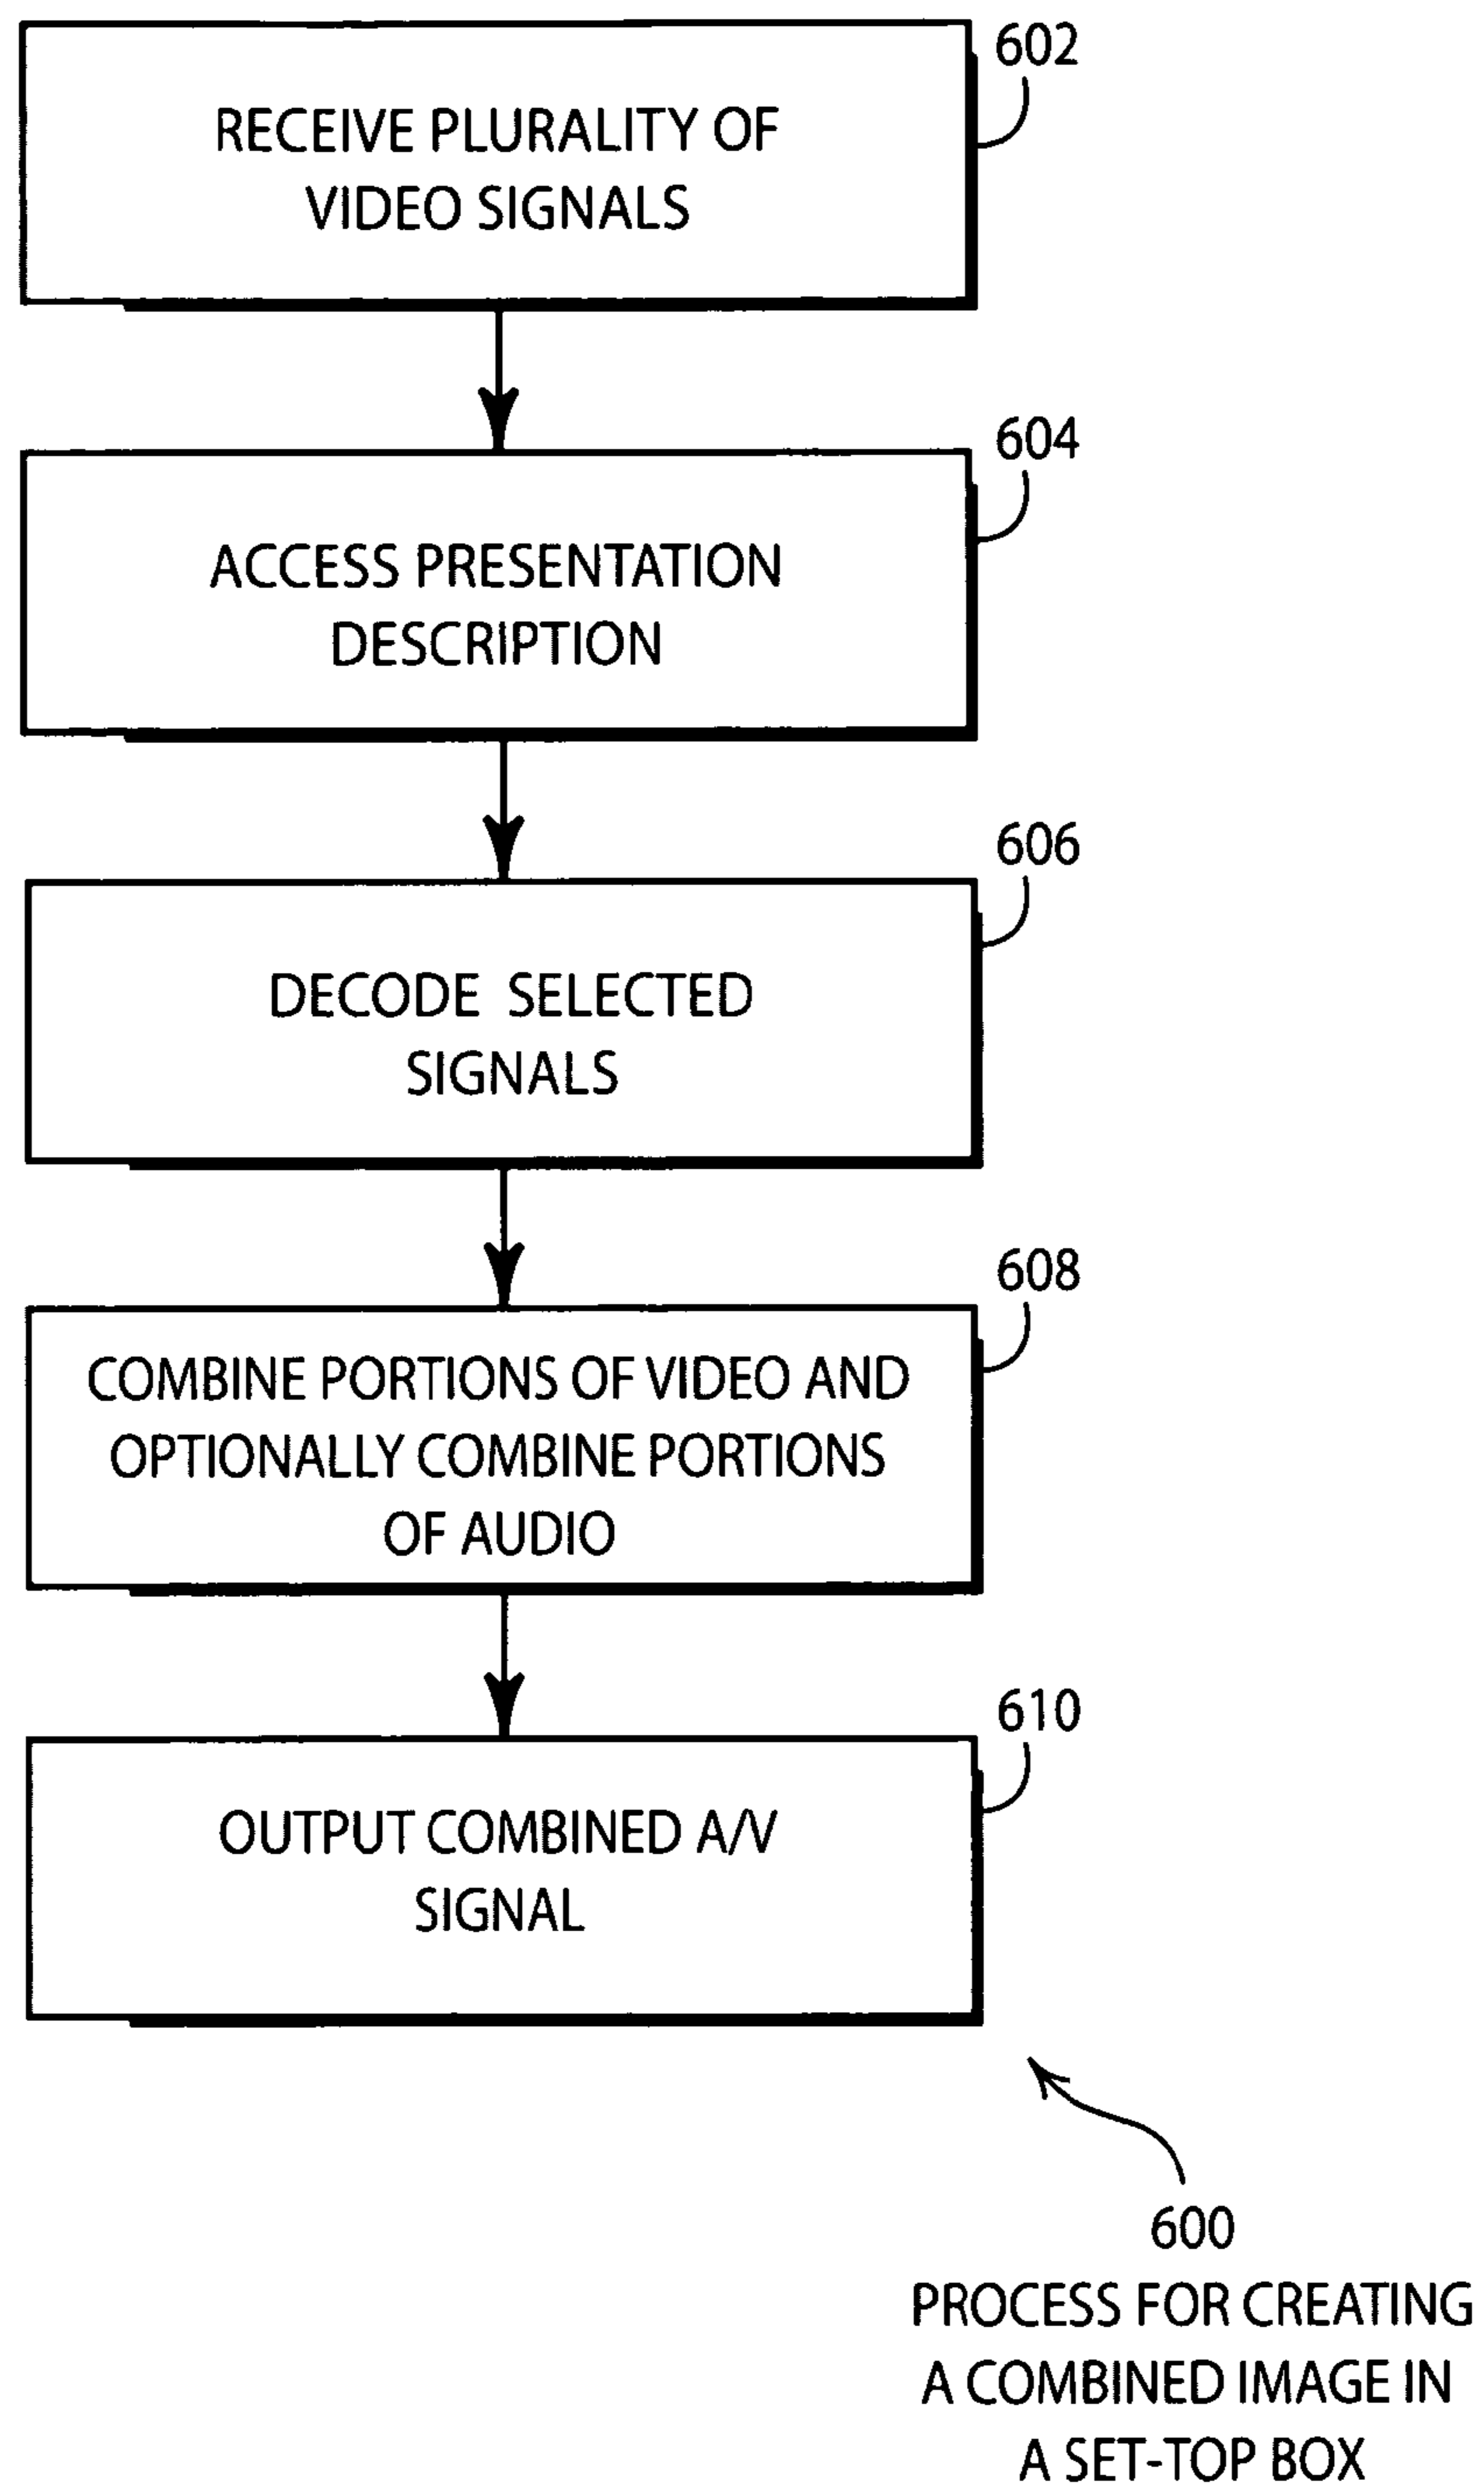 602
RECEIVE PLURALITY OF
VIDEO SIGNALS
604
ACCESS PRESENTATION
DESCRIPTION
606
DECODE SELECTED
SIGNALS
608
COMBINE PORTIONS OF VIDEO AND
OPTIONALLY COMBINE PORTIONS
OF AUDIO
610
OUTPUT COMBINED A/V
SIGNAL
600
PROCESS FOR CREATING
A COMBINED IMAGE IN
A SET-TOP BOX